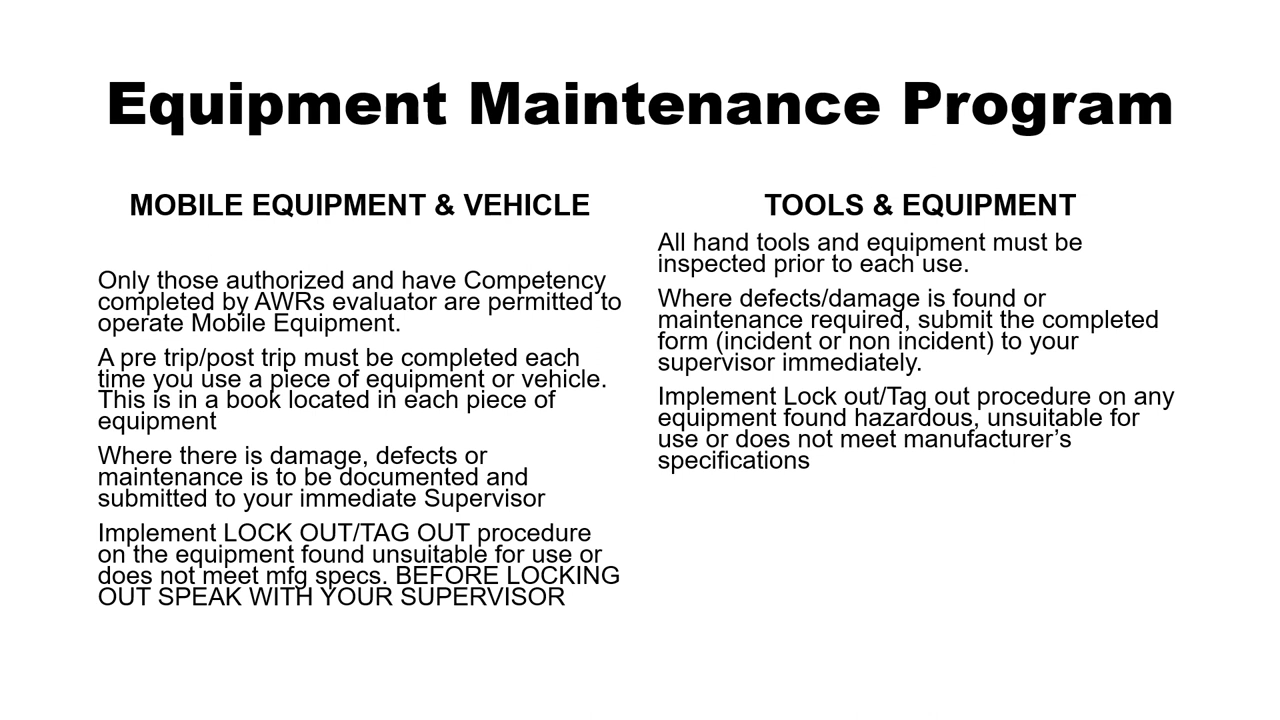 Equipment Maintenance Program
MOBILE EQUIPMENT & VEHICLE
Only those authorized and have Competency
completed by AWRs evaluator are permitted to
operate Mobile Equipment.
A pre trip/post trip must be completed each
time you use a piece of equipment or vehicle.
This is in a book located in each piece of
equipment
Where there is damage, defects or
maintenance is to be documented and
submitted to your immediate Supervisor
Implement LOCK OUT/TAG OUT procedure
on the equipment found unsuitable for use or
does not meet mfg specs. BEFORE LOCKING
OUT SPEAK WITH YOUR SUPERVISOR
TOOLS & EQUIPMENT
All hand tools and equipment must be
inspected prior to each use.
Where defects/damage is found or
maintenance required, submit the completed
form (incident or non incident) to your
supervisor immediately.
Implement Lock out/Tag out procedure on any
equipment found hazardous, unsuitable for
use or does not meet manufacturer’s
specifications